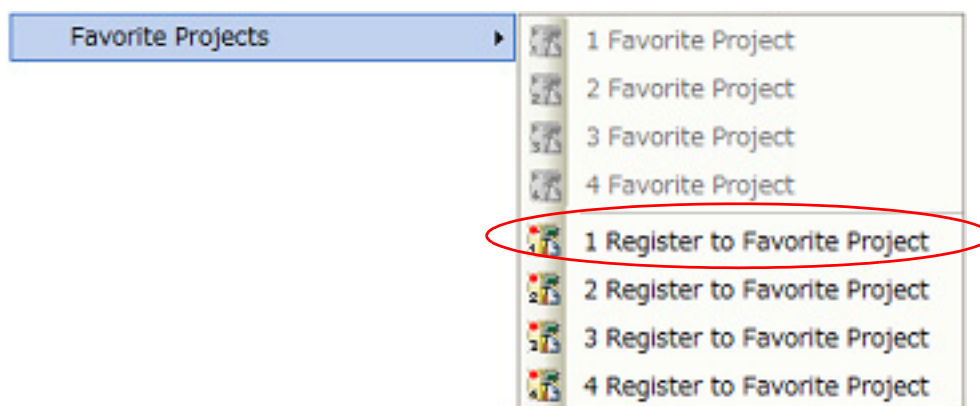 Favorite Projects
1 Favorite Project
2 Favorite Project
3 Favorite Project
4 Favorite Project
1 Register to Favorite Project
2 Register to Favorite Project
3 Register to Favorite Project
4 Register to Favorite Project